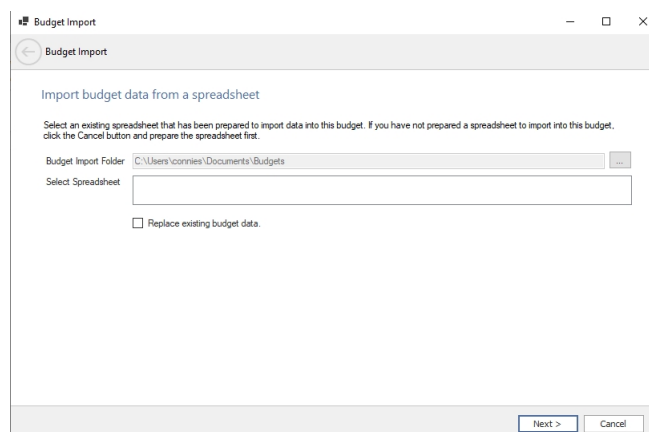 Budget Import
Budget Import
Import budget data from a spreadsheet
Select an existing spreadsheet that has been prepared to import data into this budget. If you have not prepared a spreadsheet to import into this budget,
click the Cancel button and prepare the spreadsheet first.
Budget Import Folder C:\Users\connies\Documents\Budgets ...
Select Spreadsheet
Replace existing budget data.
Next > Cancel